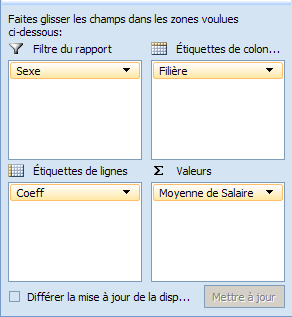 Faites glisser les champs dans les zones voulues
ci-dessous:
Filtre du rapport
Étiquettes de colon...
Sexe
Filière
Étiquettes de lignes
Σ Valeurs
Coeff
Moyenne de Salaire
Différer la mise à jour de la disp...
Mettre à jour